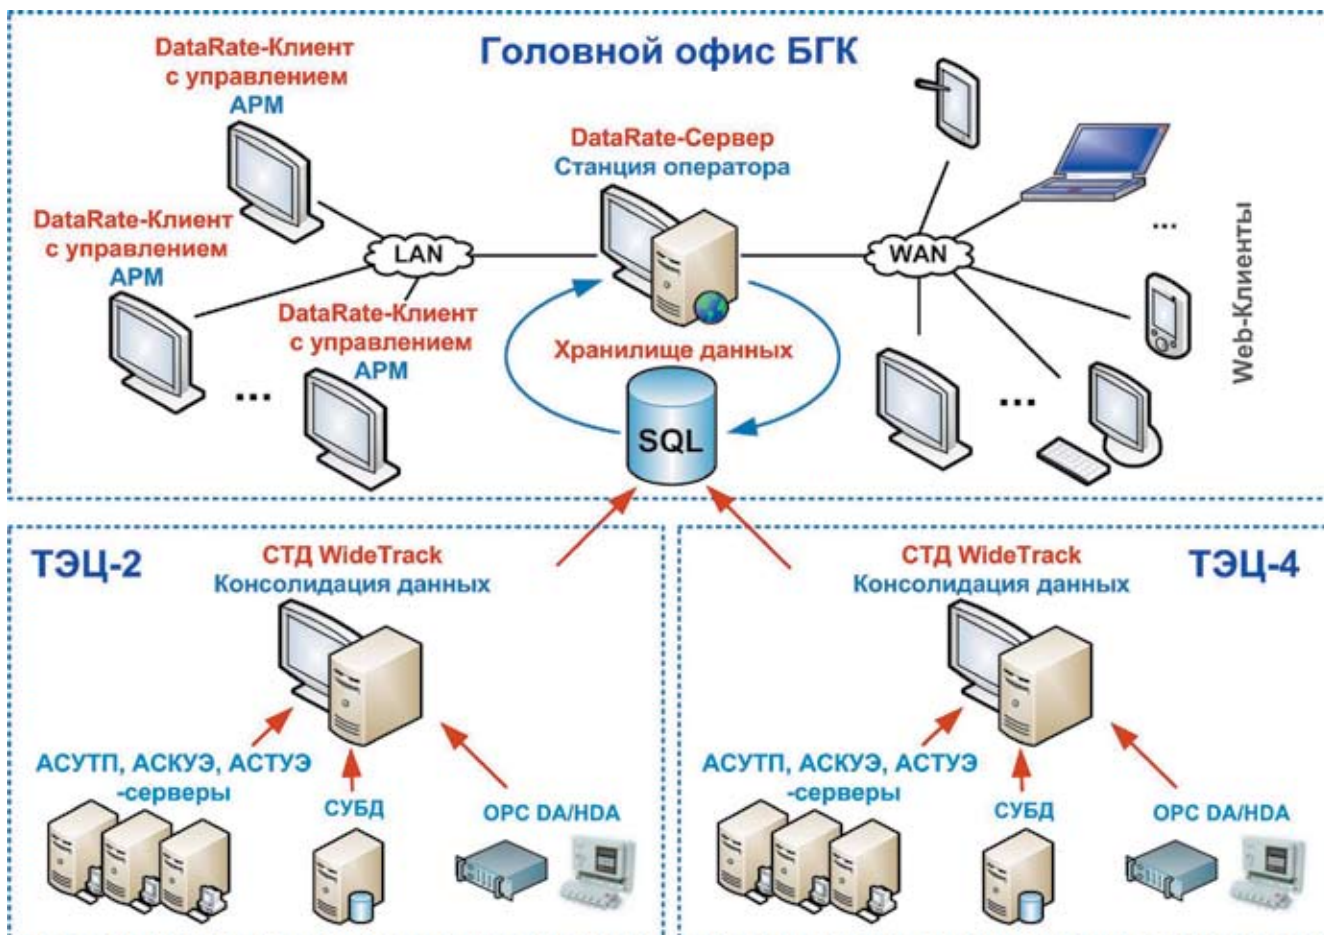 Головной офис БГК
DataRate-Клиент
с управлением
АРМ
DataRate-Клиент
с управлением
АРМ
DataRate-Клиент
с управлением
АРМ
...
LAN
DataRate-Сервер
Станция оператора
Хранилище данных
SQL
WAN
...
...
Web-Клиенты
ТЭЦ-2
СТД WideTrack
Консолидация данных
АСУТП, АСКУЭ, АСТУЭ
-серверы
СУБД
OPC DA/HDA
ТЭЦ-4
СТД WideTrack
Консолидация данных
АСУТП, АСКУЭ, АСТУЭ
-серверы
СУБД
OPC DA/HDA